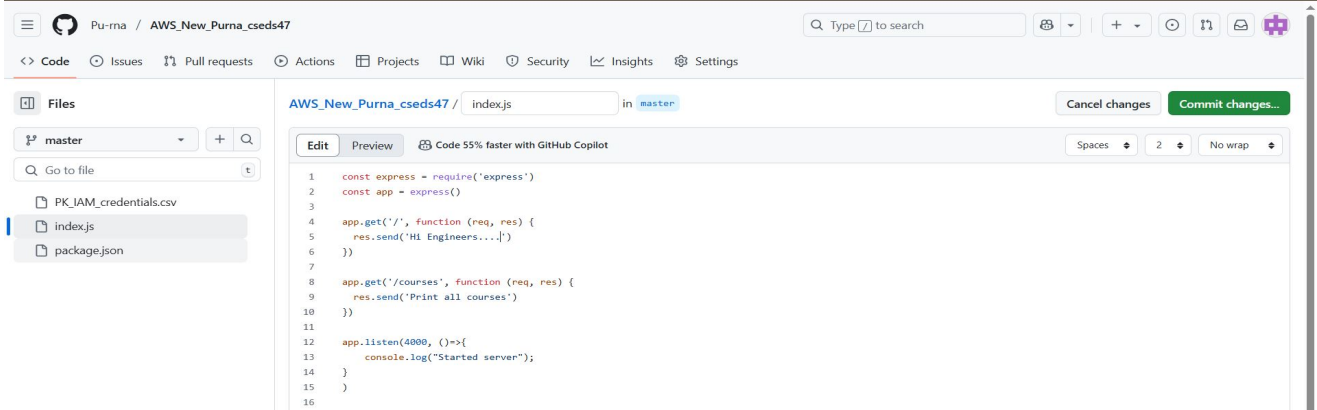 Pu-rna / AWS_New_Purna_cseds47
Type / to search
Code Issues Pull requests Actions Projects Wiki Security Insights Settings
Files
master
Go to file t
PK_IAM_credentials.csv
index.js
package.json
AWS_New_Purna_cseds47 / index.js in master
Cancel changes Commit changes...
Edit Preview Code 55% faster with GitHub Copilot
Spaces 2 No wrap
1 const express = require('express')
2 const app = express()
3
4 app.get('/', function (req, res) {
5 res.send('Hi Engineers....')
6 })
7
8 app.get('/courses', function (req, res) {
9 res.send('Print all courses')
10 })
11
12 app.listen(4000, ()=>{
13 console.log("Started server");
14 }
15 )
16